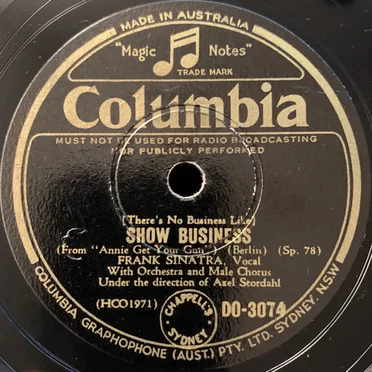 MADE IN AUSTRALIA
"Magic Notes"
TRADE MARK
Columbia
MUST NOT BE USED FOR RADIO BROADCASTING
NOR PUBLICLY PERFORMED
(There's No Business Like)
SHOW BUSINESS
(From "Annie Get Your Gun") (Berlin) (Sp. 78)
FRANK SINATRA, Vocal
With Orchestra and Male Chorus
Under the direction of Axel Stordahl
(HCO1971)
CHAPPELL'S
SYDNEY
DO-3074
COLUMBIA GRAPHOPHONE (AUST.) PTY. LTD. SYDNEY. NSW